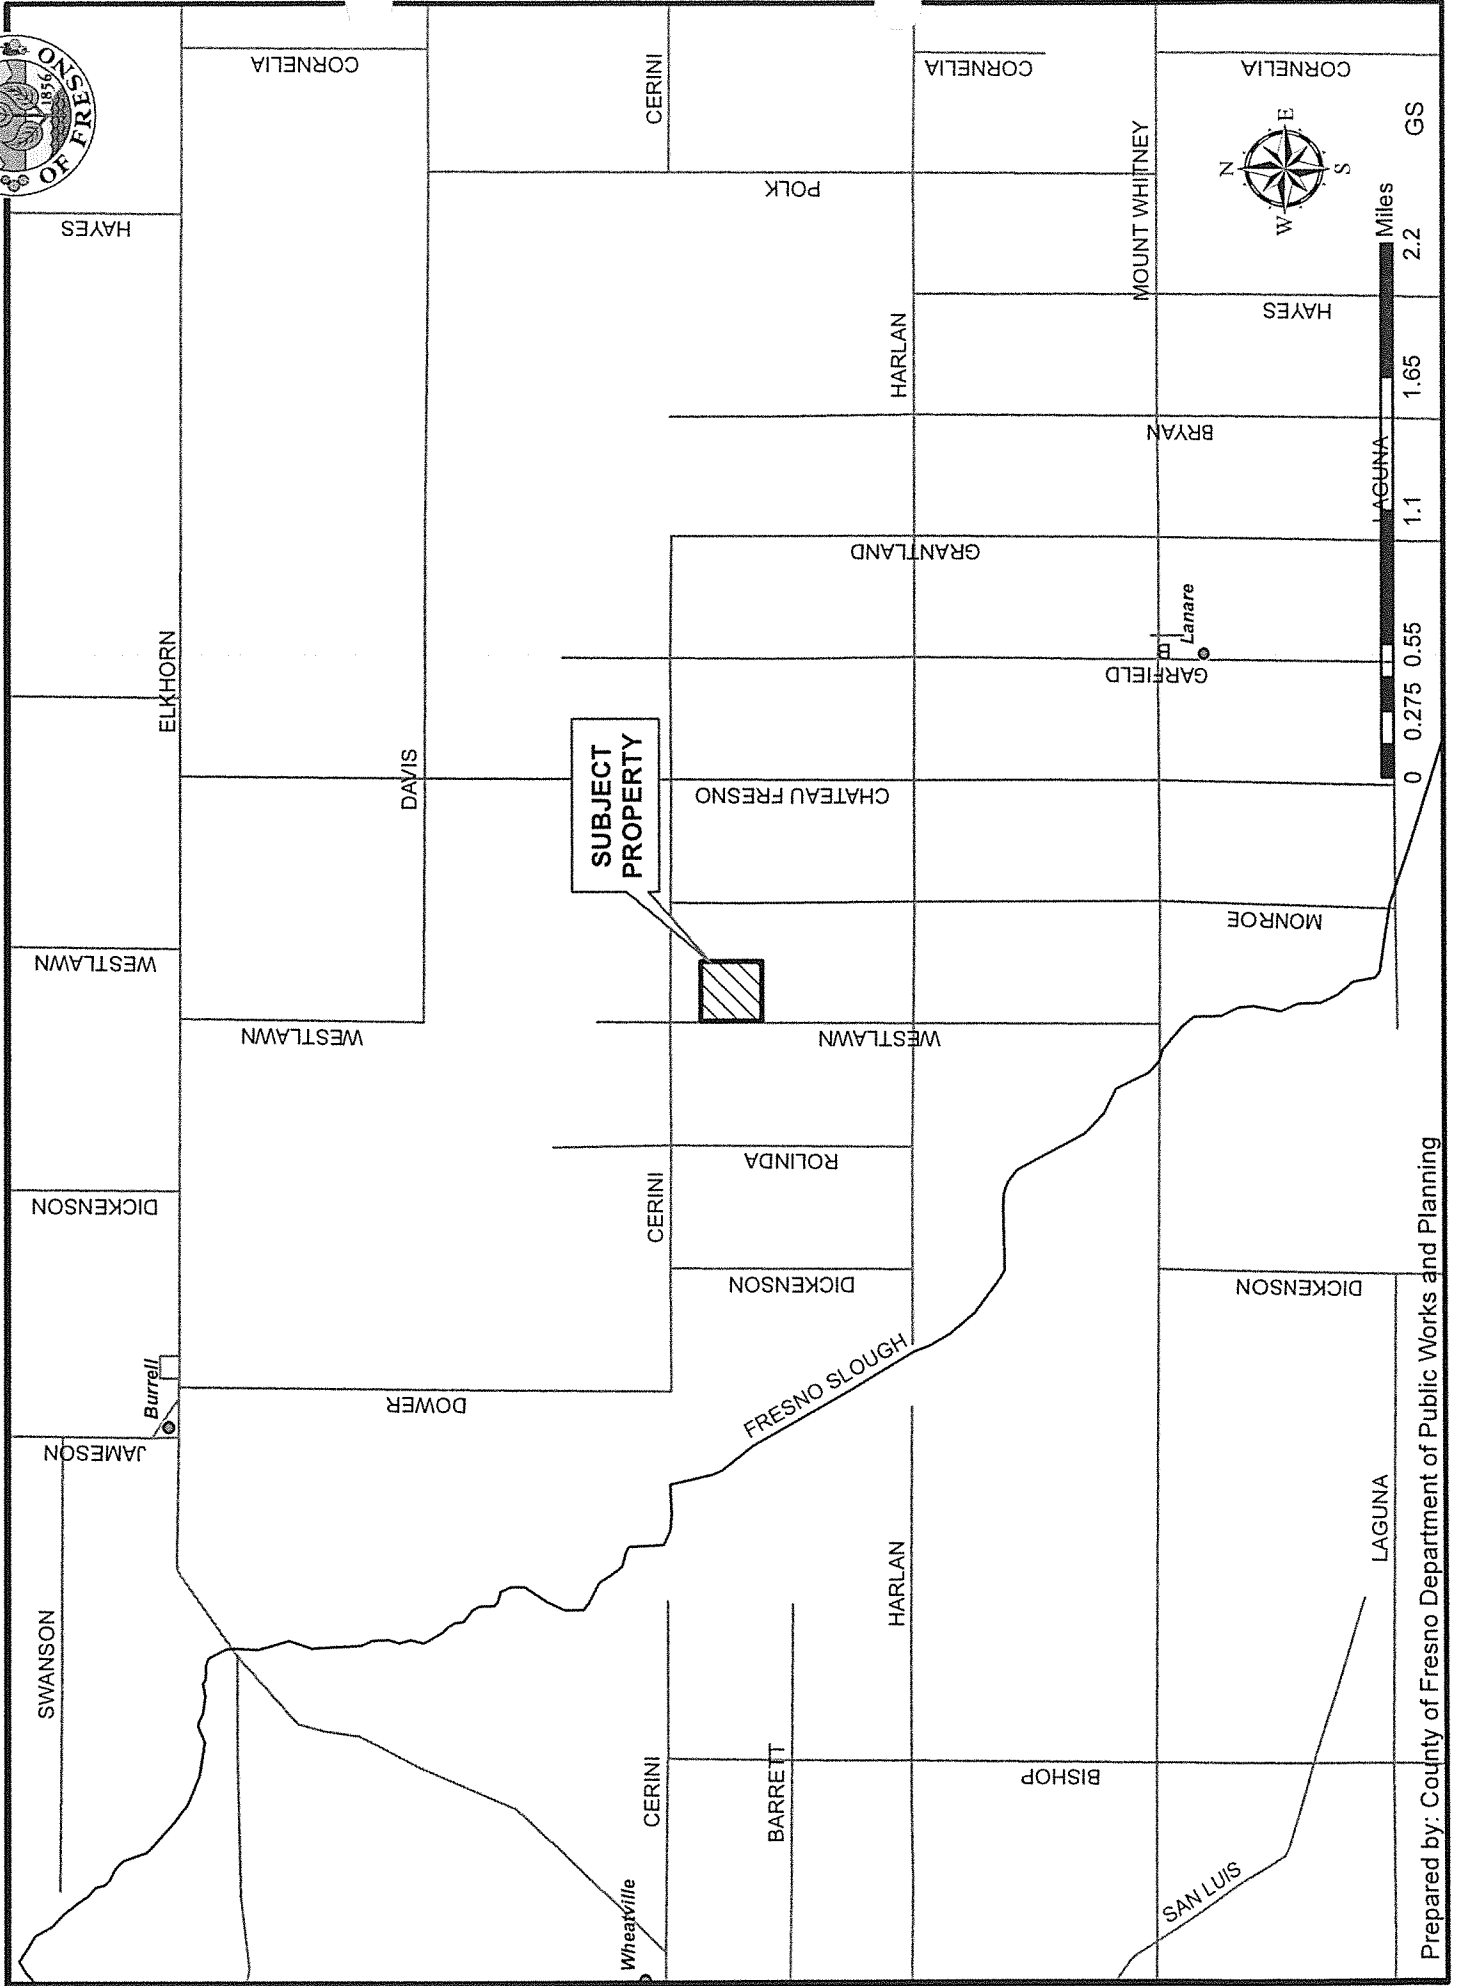 OF FRESNO
1856
SWANSON
JAMESON
Burrell
DICKENSON
WESTLAWN
ELKHORN
HAYES
DOWER
WESTLAWN
DAVIS
CORNELIA
Wheatville
CERINI
CERINI
CERINI
SUBJECT
PROPERTY
BARRETT
DICKENSON
ROLINDA
WESTLAWN
CHATEAU FRESNO
GRANTLAND
POLK
FRESNO SLOUGH
HARLAN
HARLAN
CORNELIA
BISHOP
MOUNT WHITNEY
SAN LUIS
DICKENSON
MONROE
GARFIELD
B
Lanare
BRYAN
HAYES
CORNELIA
N
W
E
S
LAGUNA
LAGUNA
Miles
0 0.275 0.55 1.1 1.65 2.2
GS
Prepared by: County of Fresno Department of Public Works and Planning